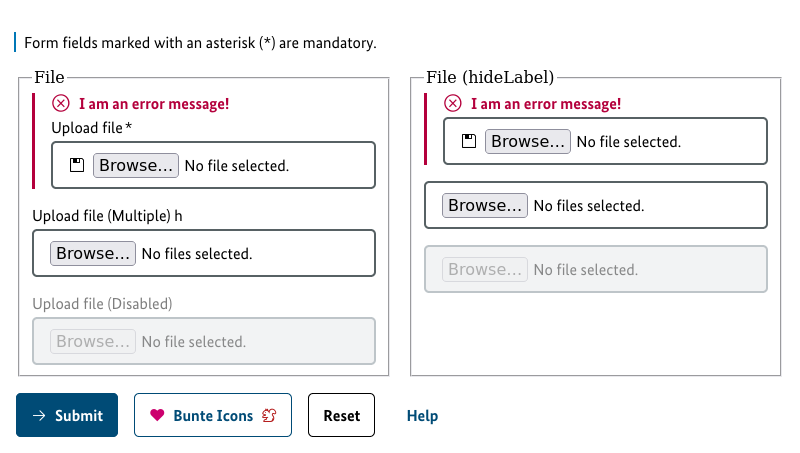 Form fields marked with an asterisk (*) are mandatory.
File
I am an error message!
Upload file*
Browse... No file selected.
Upload file (Multiple) h
Browse... No files selected.
Upload file (Disabled)
Browse... No file selected.
File (hideLabel)
I am an error message!
Browse... No file selected.
Browse... No files selected.
Browse... No file selected.
Submit Bunte Icons Reset Help